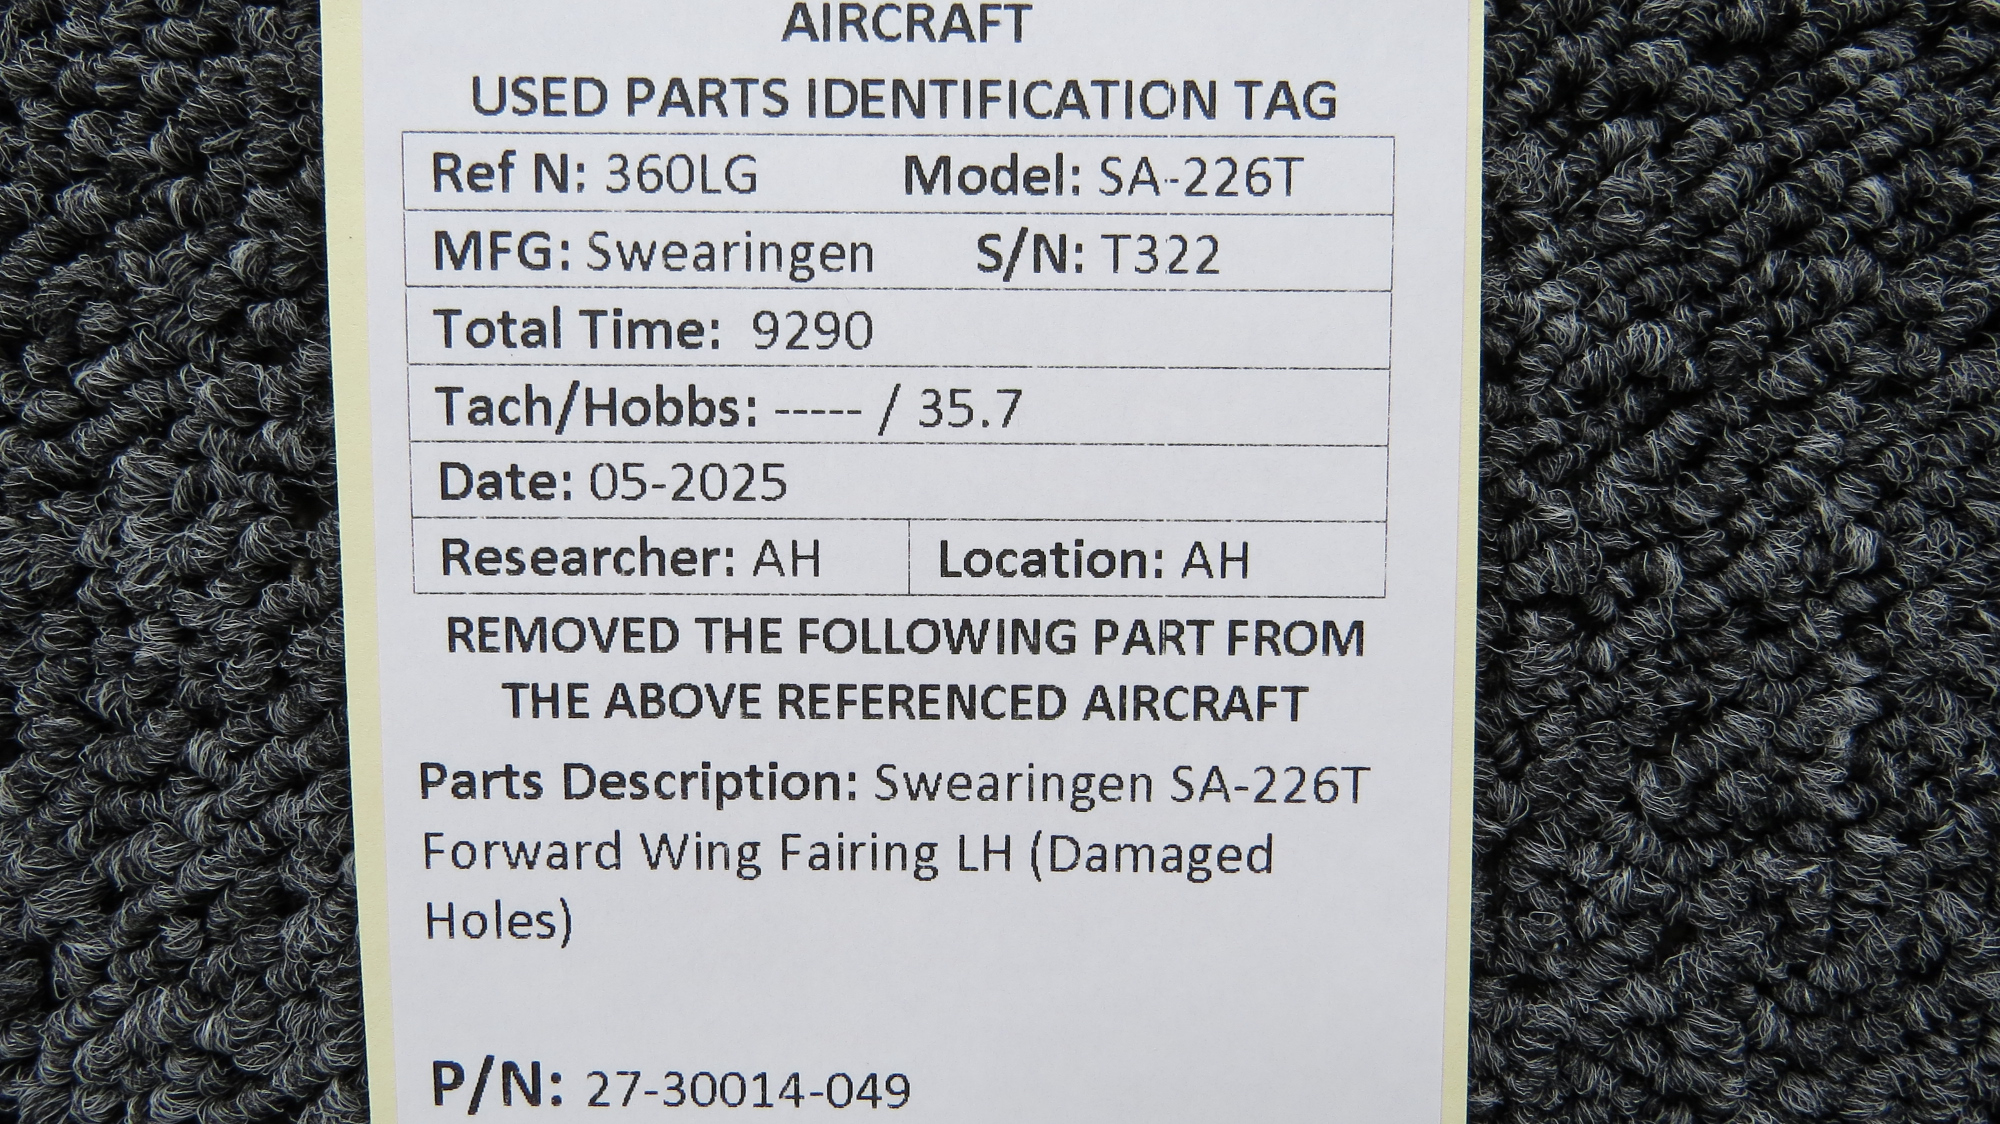 AIRCRAFT
USED PARTS IDENTIFICATION TAG
Ref N: 360LG Model: SA-226T
MFG: Swearingen S/N: T322
Total Time: 9290
Tach/Hobbs: ----- / 35.7
Date: 05-2025
Researcher: AH Location: AH
REMOVED THE FOLLOWING PART FROM
THE ABOVE REFERENCED AIRCRAFT
Parts Description: Swearingen SA-226T
Forward Wing Fairing LH (Damaged
Holes)
P/N: 27-30014-049